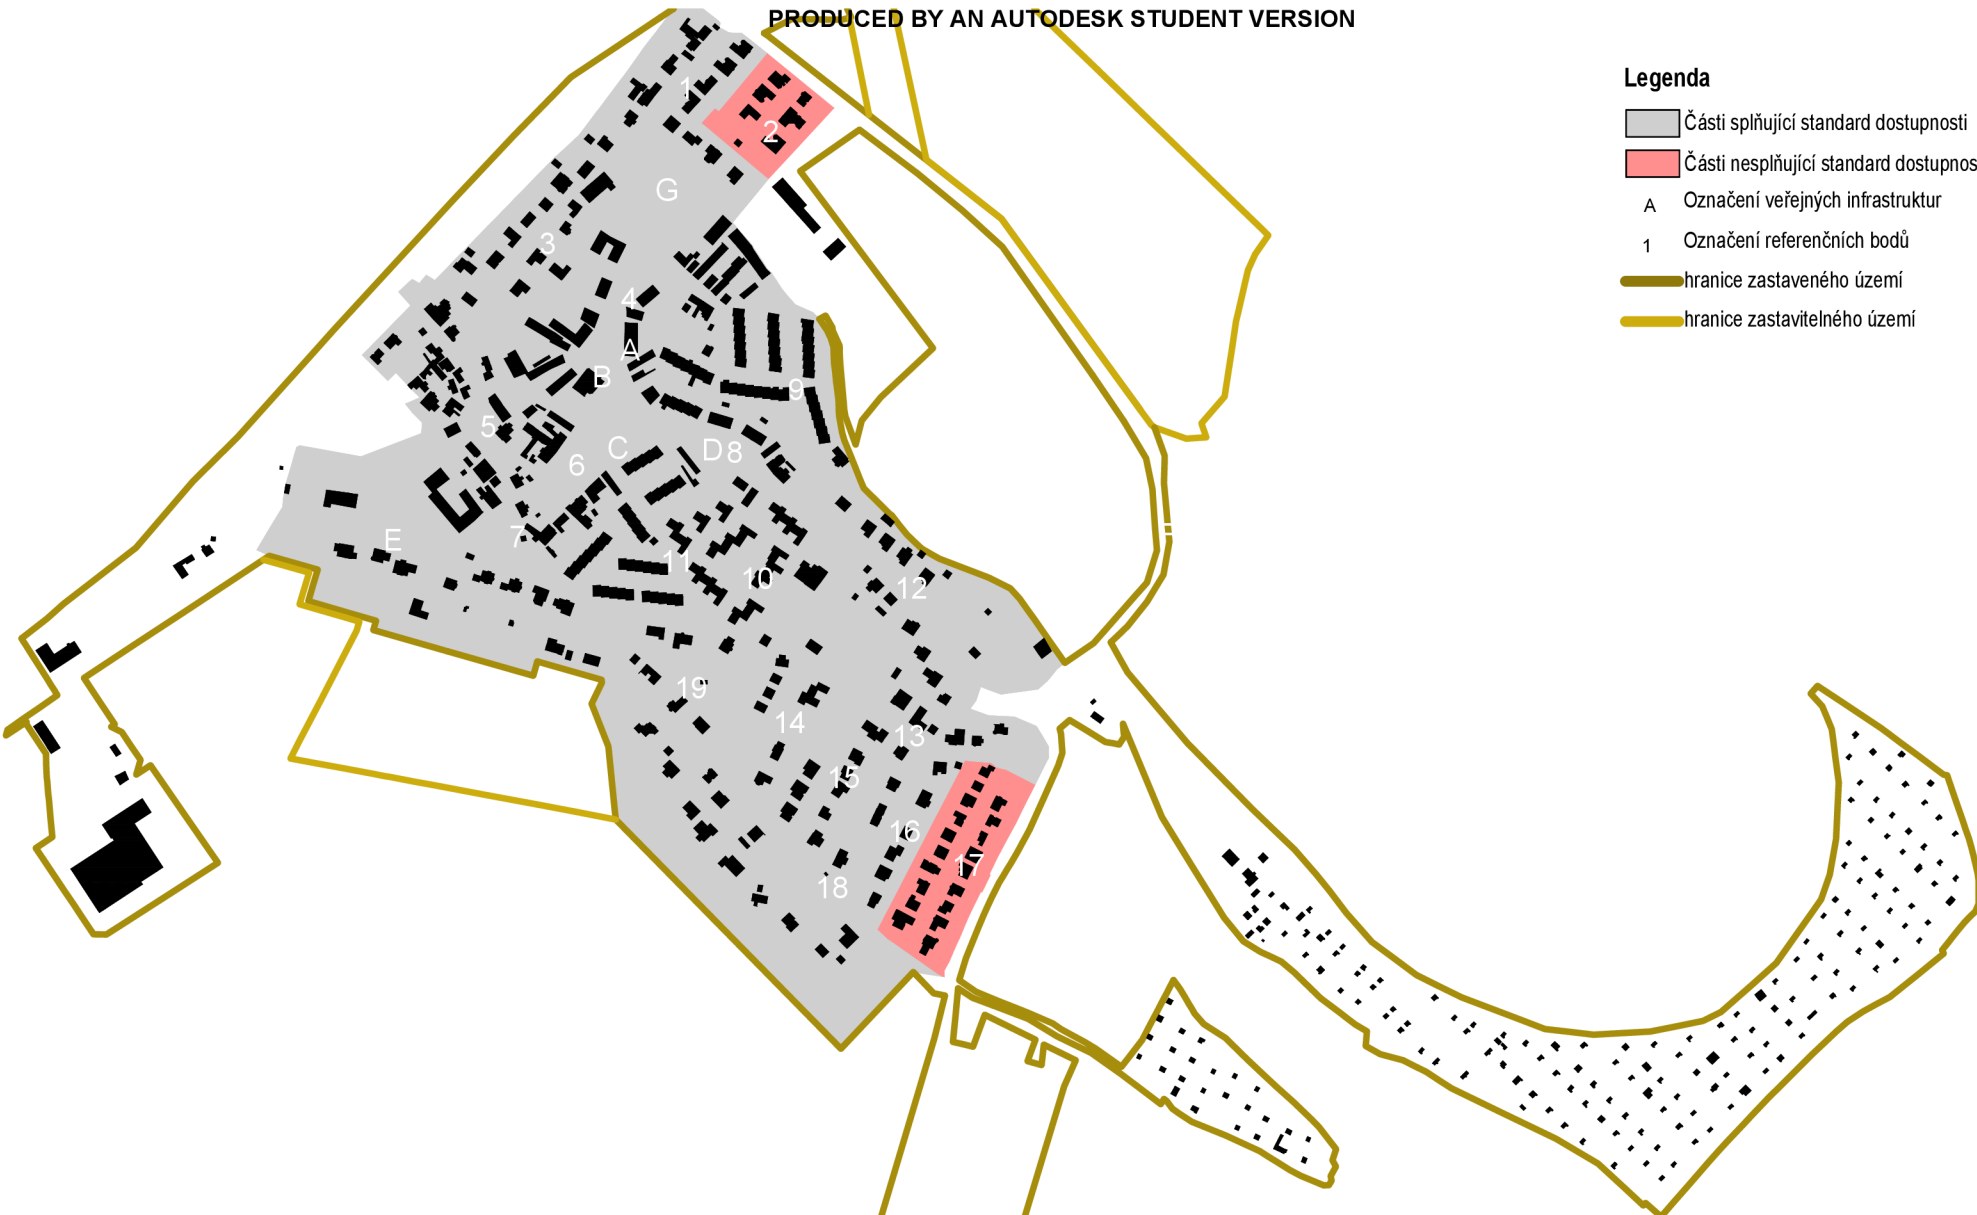 PRODUCED BY AN AUTODESK STUDENT VERSION
Legenda
Části splňující standard dostupnosti
Části nesplňující standard dostupnos
A Označení veřejných infrastruktur
1 Označení referenčních bodů
hranice zastaveného území
hranice zastavitelného území
1
2
G
3
4
A
B
9
5
C
D 8
6
E
7
F
11
10
12
19
14
13
15
16
17
18